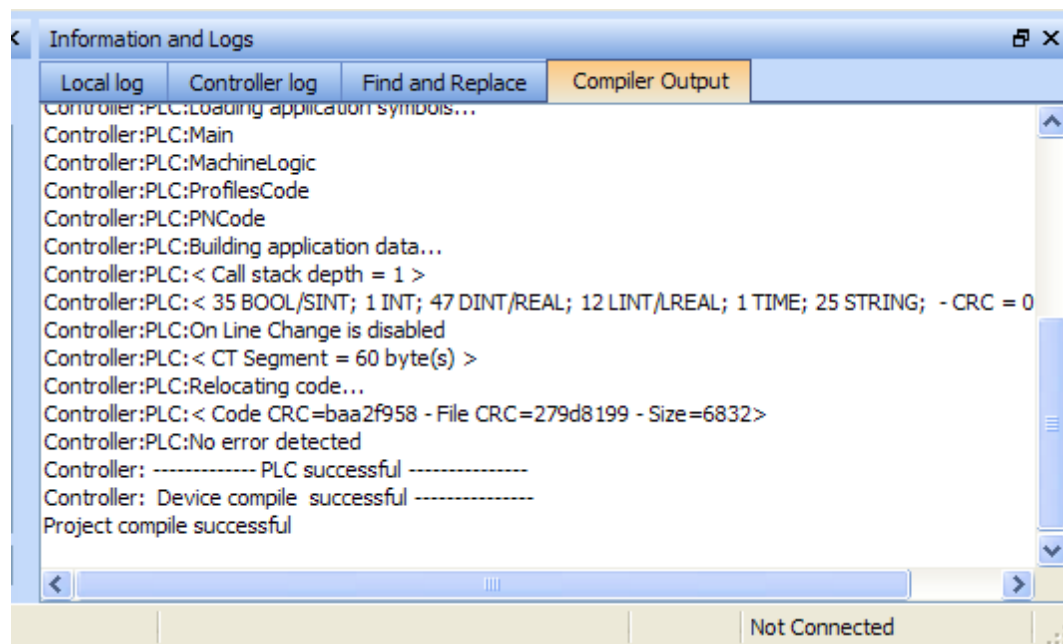 Information and Logs
Local log Controller log Find and Replace Compiler Output
Controller:PLC:Loading application symbols...
Controller:PLC:Main
Controller:PLC:MachineLogic
Controller:PLC:ProfilesCode
Controller:PLC:PNCode
Controller:PLC:Building application data...
Controller:PLC:< Call stack depth = 1 >
Controller:PLC:< 35 BOOL/SINT; 1 INT; 47 DINT/REAL; 12 LINT/LREAL; 1 TIME; 25 STRING;  - CRC = 0
Controller:PLC:On Line Change is disabled
Controller:PLC:< CT Segment = 60 byte(s) >
Controller:PLC:Relocating code...
Controller:PLC:< Code CRC=baa2f958 - File CRC=279d8199 - Size=6832>
Controller:PLC:No error detected
Controller: ------------- PLC successful ---------------
Controller:  Device compile  successful ---------------
Project compile successful
Not Connected